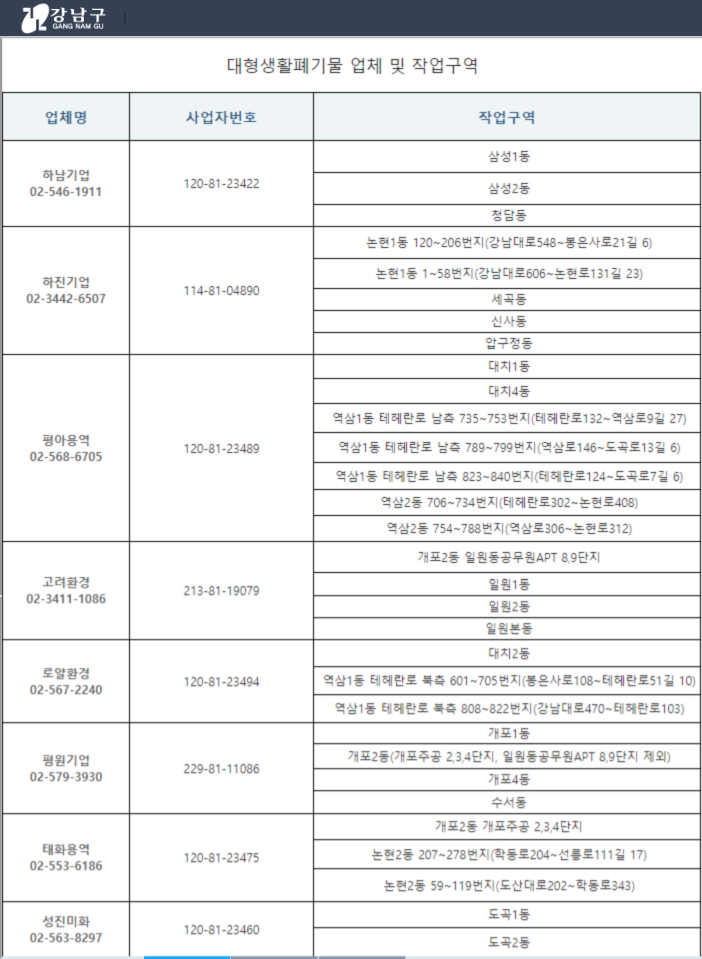 강남구
GANG NAM GU
대형생활폐기물 업체 및 작업구역
업체명 사업자번호 작업구역
하남기업
02-546-1911
120-81-23422
삼성1동
삼성2동
청담동
하진기업
02-3442-6507
114-81-04890
논현1동 120~206번지(강남대로548~봉은사로21길 6)
논현1동 1~58번지(강남대로606~논현로131길 23)
세곡동
신사동
압구정동
평아용역
02-568-6705
120-81-23489
대치1동
대치4동
역삼1동 테헤란로 남측 735~753번지(테헤란로132~역삼로9길 27)
역삼1동 테헤란로 남측 789~799번지(역삼로146~도곡로13길 6)
역삼1동 테헤란로 남측 823~840번지(테헤란로124~도곡로7길 6)
역삼2동 706~734번지(테헤란로302~논현로408)
역삼2동 754~788번지(역삼로306~논현로312)
고려환경
02-3411-1086
213-81-19079
개포2동 일원동공무원APT 8,9단지
일원1동
일원2동
일원본동
로얄환경
02-567-2240
120-81-23494
대치2동
역삼1동 테헤란로 북측 601~705번지(봉은사로108~테헤란로51길 10)
역삼1동 테헤란로 북측 808~822번지(강남대로470~테헤란로103)
평원기업
02-579-3930
229-81-11086
개포1동
개포2동(개포주공 2,3,4단지, 일원동공무원APT 8,9단지 제외)
개포4동
수서동
태화용역
02-553-6186
120-81-23475
개포2동 개포주공 2,3,4단지
논현2동 207~278번지(학동로204~선릉로111길 17)
논현2동 59~119번지(도산대로202~학동로343)
성진미화
02-563-8297
120-81-23460
도곡1동
도곡2동